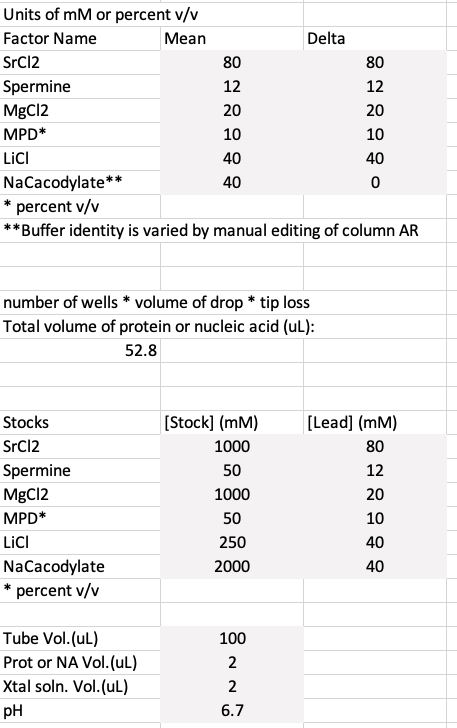 Units of mM or percent v/v
Factor Name Mean Delta
SrCl2 80 80
Spermine 12 12
MgCl2 20 20
MPD* 10 10
LiCl 40 40
NaCacodylate** 40 0
* percent v/v
**Buffer identity is varied by manual editing of column AR
number of wells * volume of drop * tip loss
Total volume of protein or nucleic acid (uL):
52.8
Stocks [Stock] (mM) [Lead] (mM)
SrCl2 1000 80
Spermine 50 12
MgCl2 1000 20
MPD* 50 10
LiCl 250 40
NaCacodylate 2000 40
* percent v/v
Tube Vol.(uL) 100
Prot or NA Vol.(uL) 2
Xtal soln. Vol.(uL) 2
pH 6.7